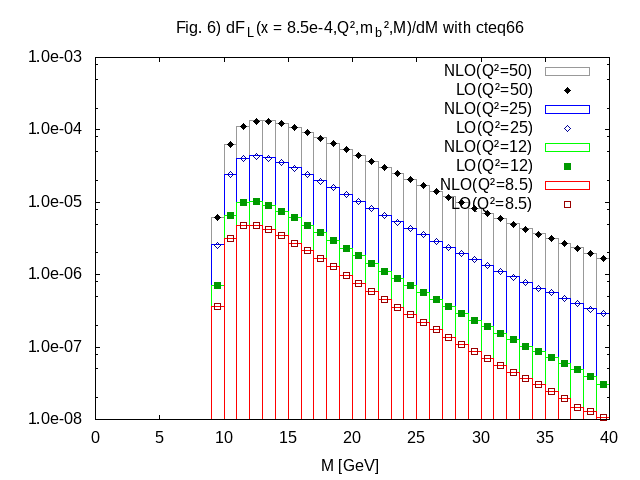 Fig. 6) dF_L(x = 8.5e-4,Q²,m_b²,M)/dM with cteq66
1.0e-03
1.0e-04
1.0e-05
1.0e-06
1.0e-07
1.0e-08
NLO(Q²=50)
LO(Q²=50)
NLO(Q²=25)
LO(Q²=25)
NLO(Q²=12)
LO(Q²=12)
NLO(Q²=8.5)
LO(Q²=8.5)
0 5 10 15 20 25 30 35 40
M [GeV]